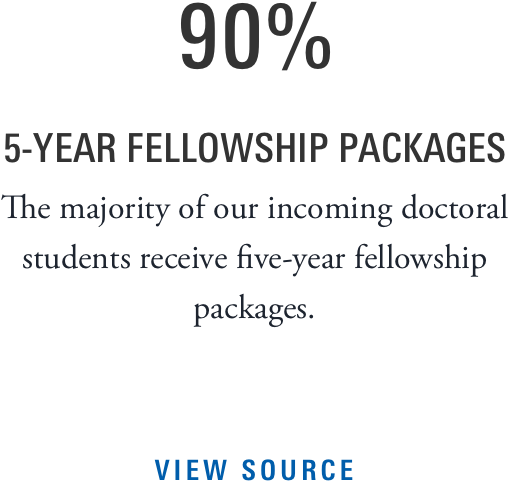 90%
5-YEAR FELLOWSHIP PACKAGES
The majority of our incoming doctoral
students receive five-year fellowship
packages.
VIEW SOURCE